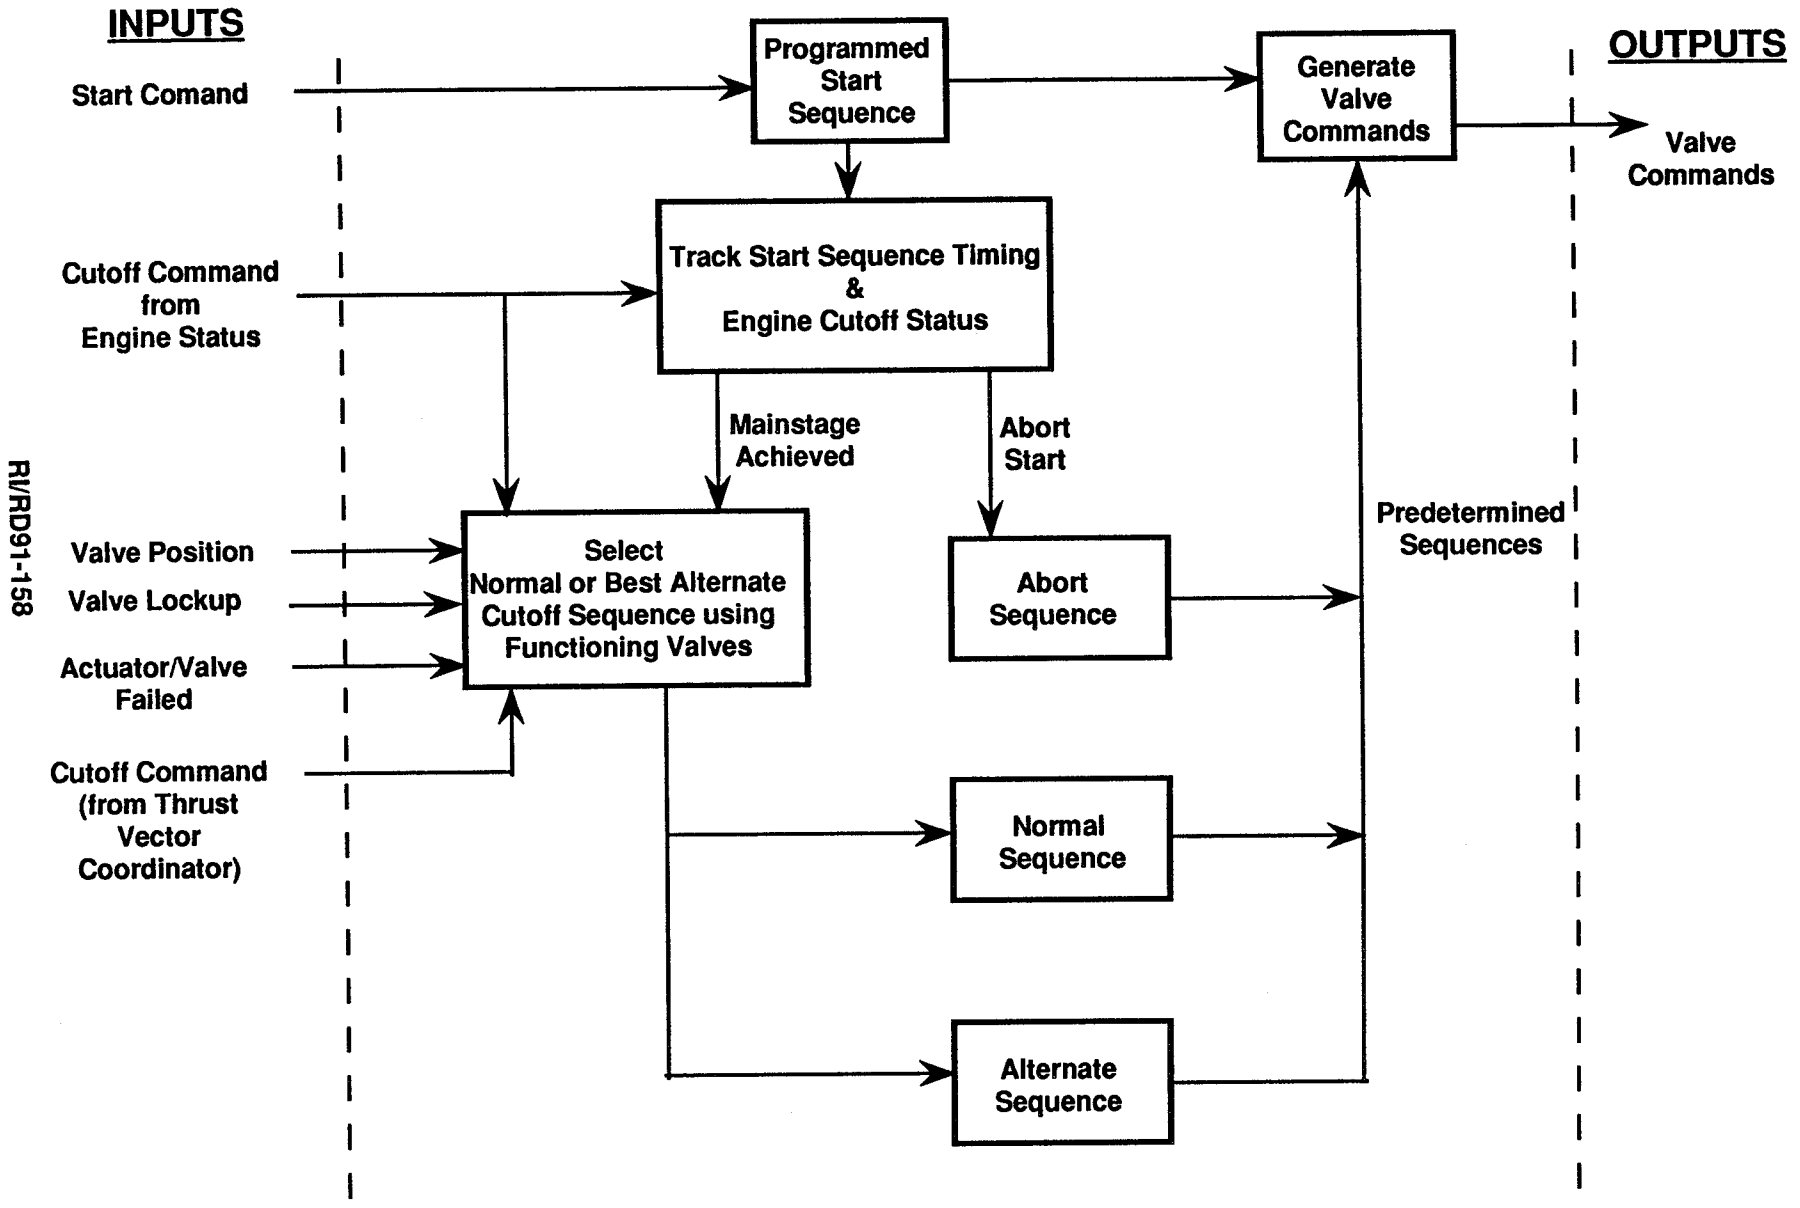 INPUTS
OUTPUTS
Start Comand
Programmed
Start
Sequence
Generate
Valve
Commands
Valve
Commands
Cutoff Command
from
Engine Status
Track Start Sequence Timing
&
Engine Cutoff Status
Mainstage
Achieved
Abort
Start
RI/RD91-158
Valve Position
Valve Lockup
Actuator/Valve
Failed
Select
Normal or Best Alternate
Cutoff Sequence using
Functioning Valves
Abort
Sequence
Predetermined
Sequences
Cutoff Command
(from Thrust
Vector
Coordinator)
Normal
Sequence
Alternate
Sequence